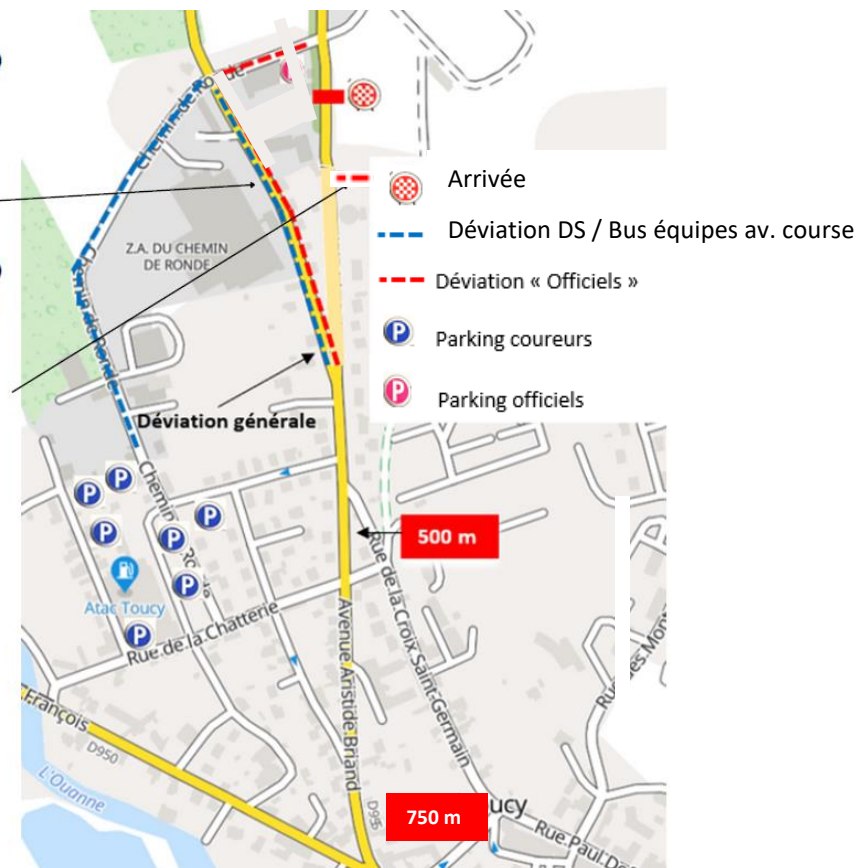 Chemin de Ronde
Arrivée
Déviation DS / Bus équipes av. course
Déviation « Officiels »
P
Parking coureurs
P
Parking officiels
Z.A. DU CHEMIN
DE RONDE
Chemin de Ronde
Déviation générale
P
P
P
P
P
P
P
Chemin
500 m
Atac Toucy
Rue de la Chatterie
Rue de la Croix Saint-Germain
Avenue Aristide Briand
François
D950
L'Ouanne
750 m
D955
Rue Paul